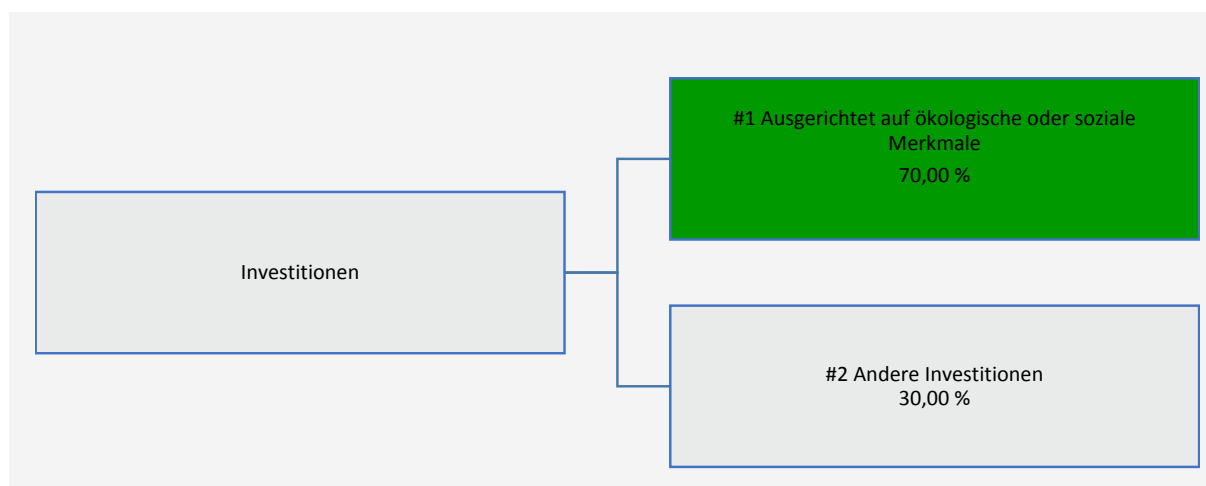 #1 Ausgerichtet auf ökologische oder soziale
Merkmale
70,00 %
Investitionen
#2 Andere Investitionen
30,00 %